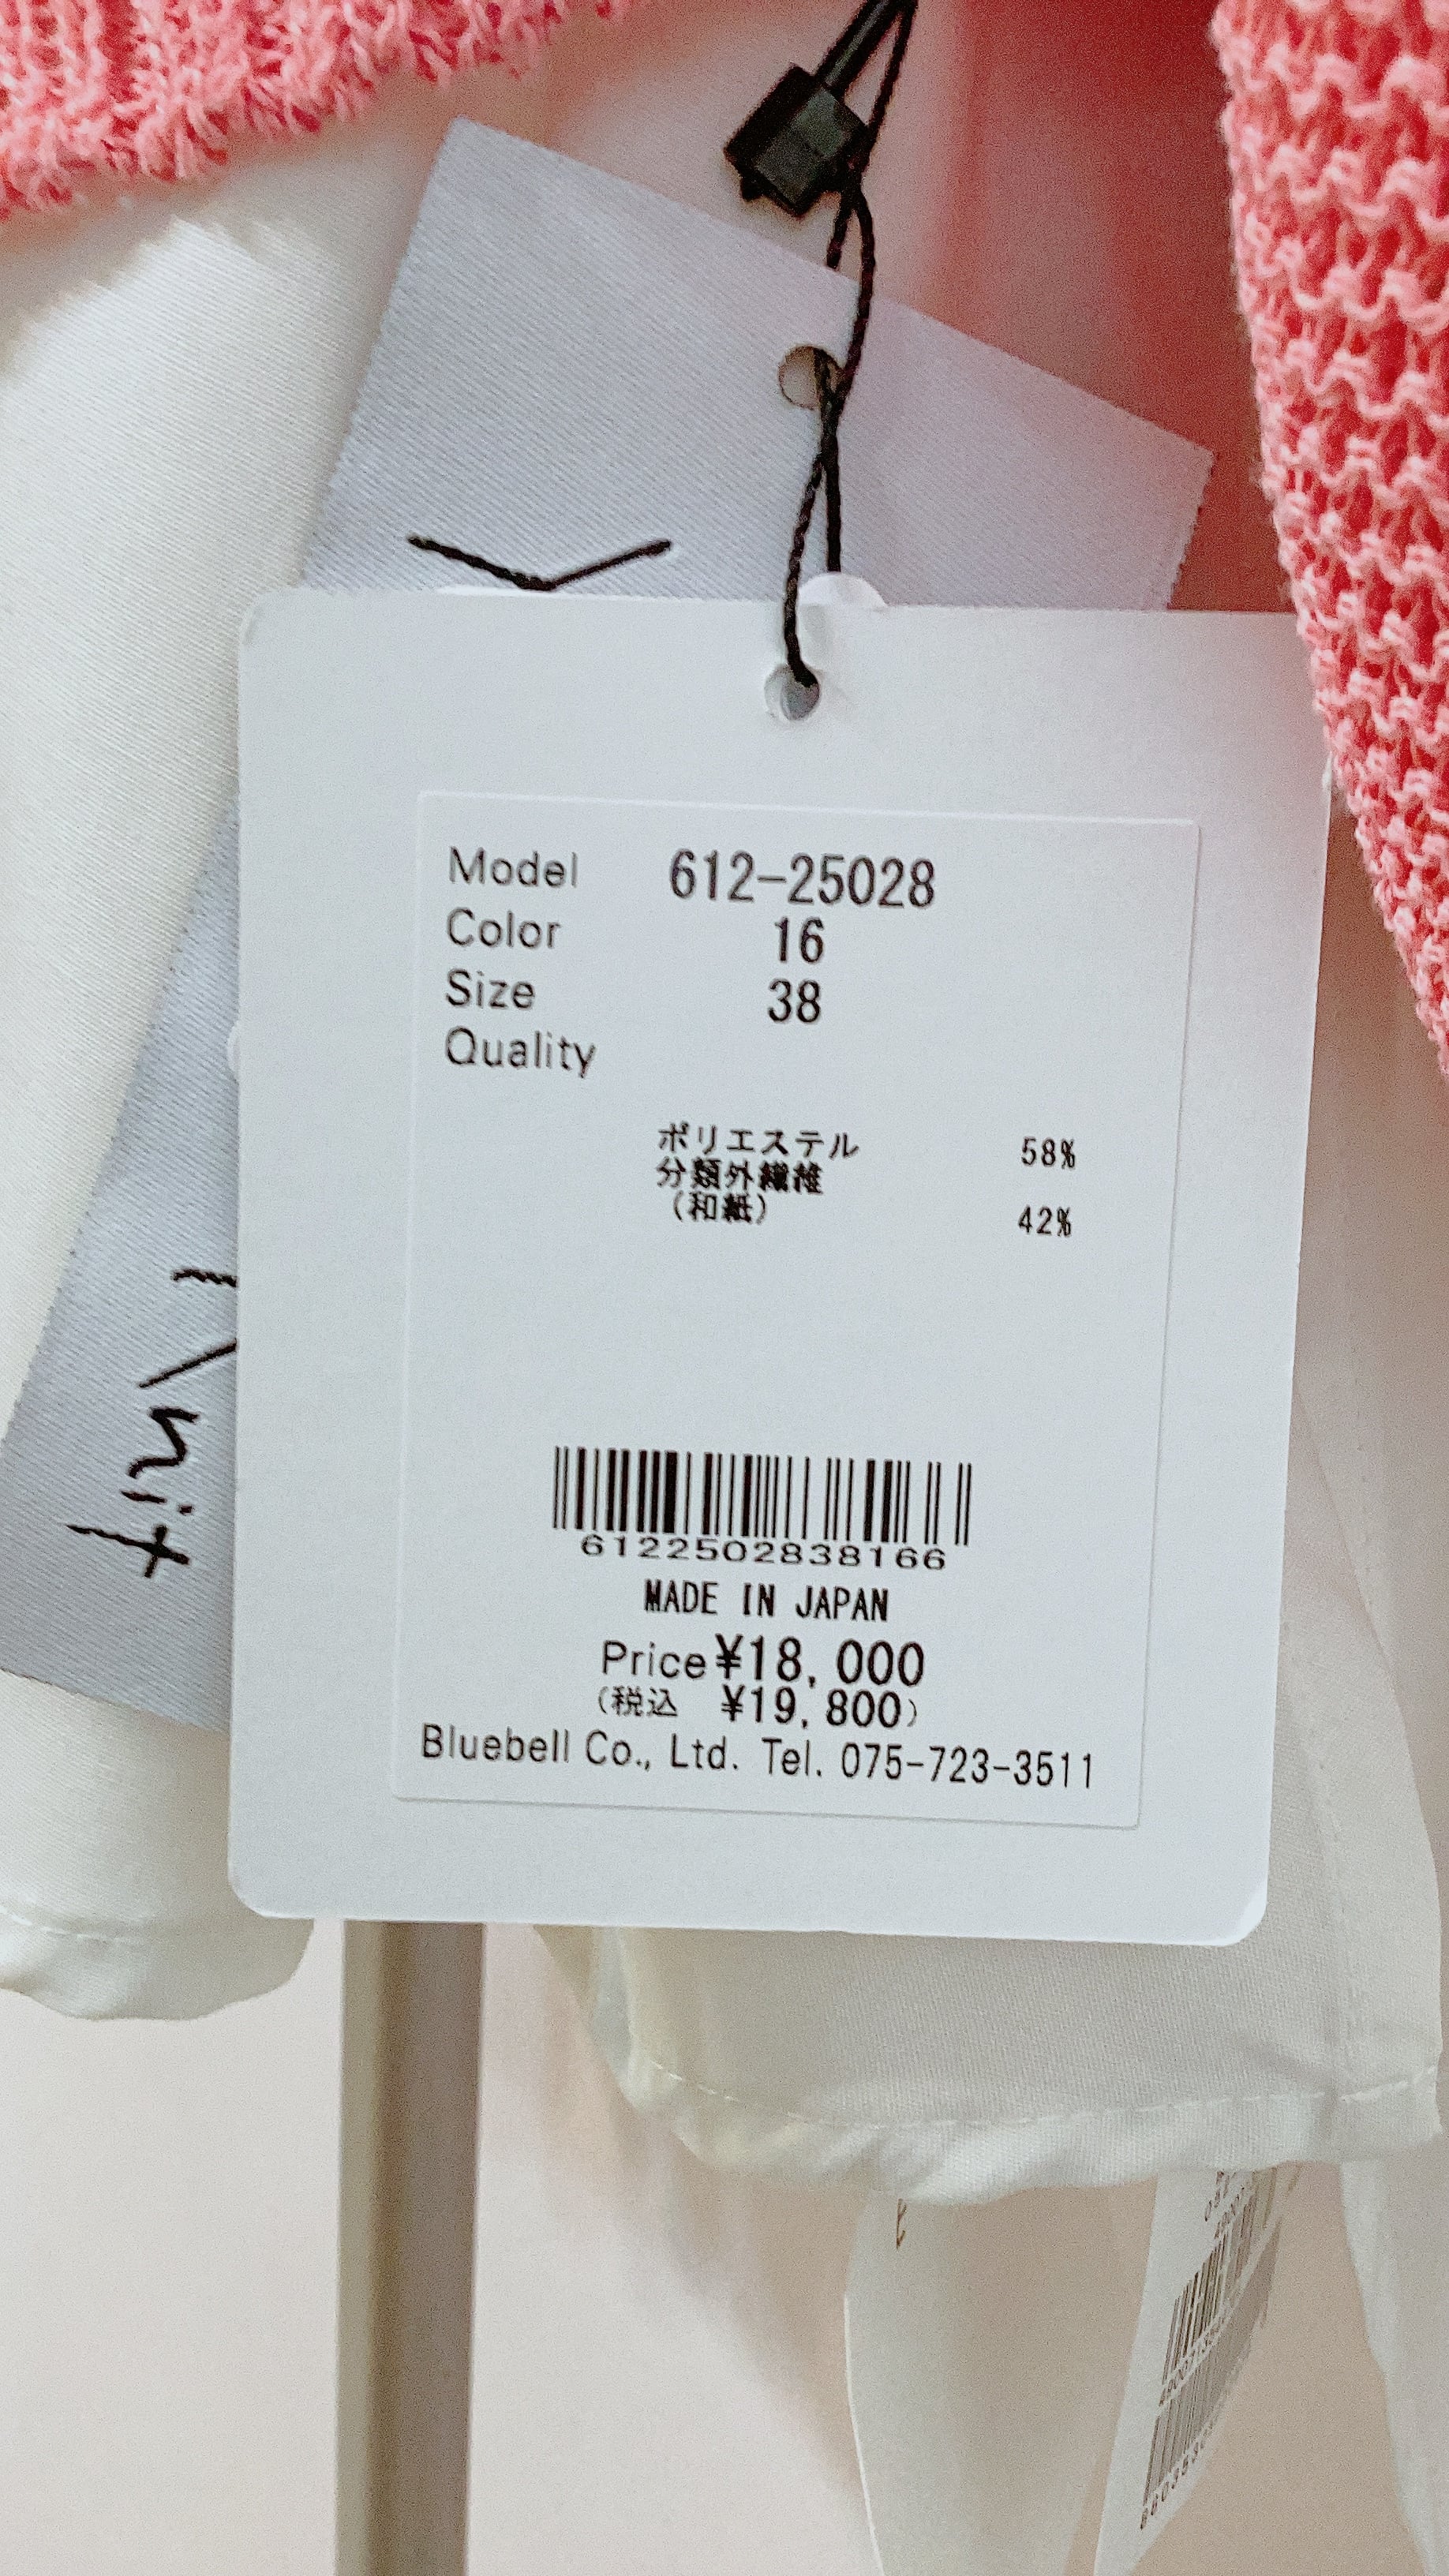 Model 612-25028
Color 16
Size 38
Quality
ポリエステル 58%
分類外繊維
(和紙) 42%
6122502838166
MADE IN JAPAN
Price ¥18,000
(税込 ¥19,800)
Bluebell Co., Ltd. Tel. 075-723-3511